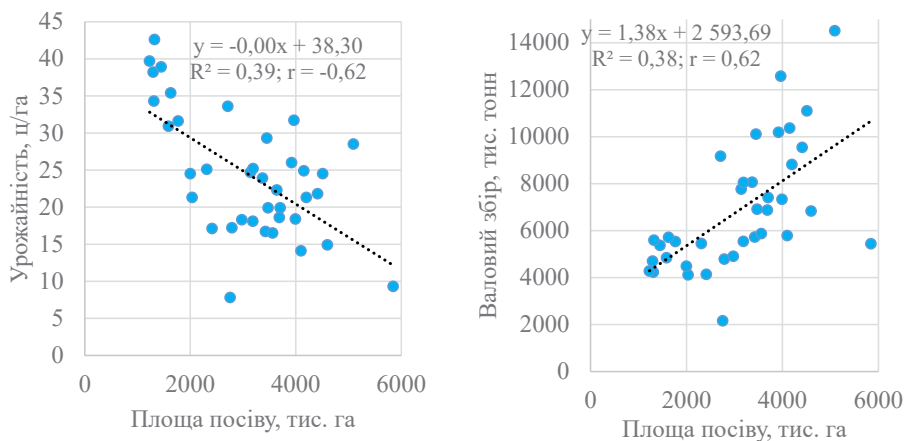 45
40
35
30
25
20
15
10
5
0
Урожайність, ц/га
y = -0,00x + 38,30
R² = 0,39; r = -0,62
0 2000 4000 6000
Площа посіву, тис. га
14000
12000
10000
8000
6000
4000
2000
0
Валовий збір, тис. тонн
y = 1,38x + 2 593,69
R² = 0,38; r = 0,62
0 2000 4000 6000
Площа посіву, тис. га